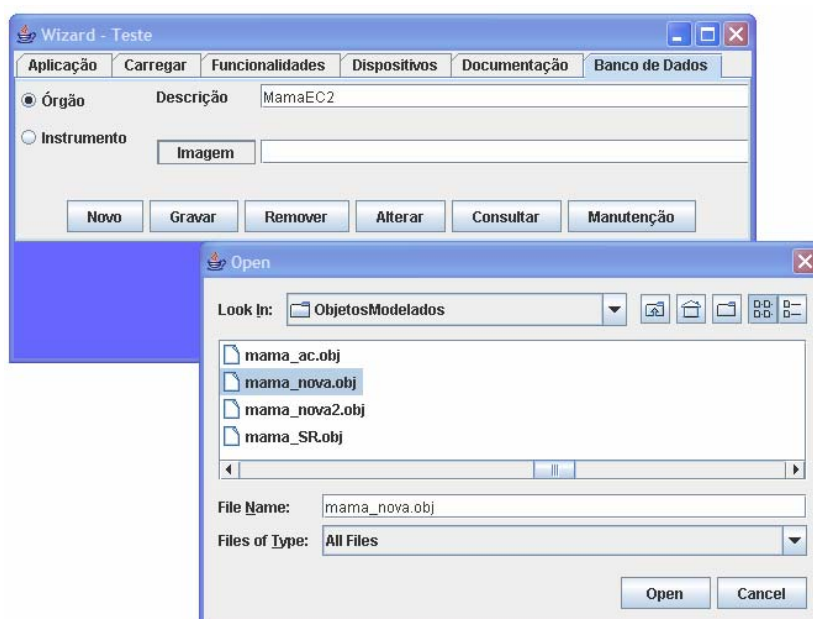 Wizard - Teste
Aplicação Carregar Funcionalidades Dispositivos Documentação Banco de Dados
Órgão Descrição MamaEC2
Instrumento
Imagem
Novo Gravar Remover Alterar Consultar Manutenção
Open
Look In: ObjetosModelados
mama_ac.obj
mama_nova.obj
mama_nova2.obj
mama_SR.obj
File Name: mama_nova.obj
Files of Type: All Files
Open Cancel